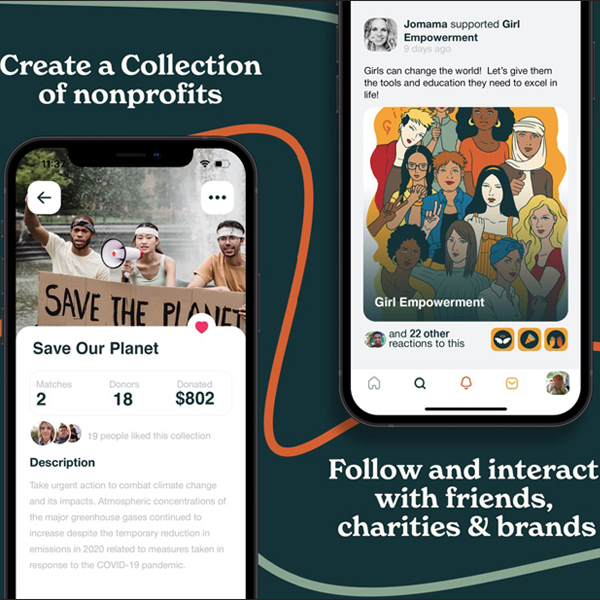 Create a Collection
of nonprofits
11:37
SAVE THE PLANET
Save Our Planet
Matches
Donors
Donated
2
18
$802
19 people liked this collection
Description
Take urgent action to combat climate change
and its impacts. Atmospheric concentrations of
the major greenhouse gases continued to
increase despite the temporary reduction in
emissions in 2020 related to measures taken in
response to the COVID-19 pandemic.
Jomama supported Girl
Empowerment
9 days ago
Girls can change the world! Let's give them
the tools and education they need to excel in
life!
Girl Empowerment
and 22 other
reactions to this
Follow and interact
with friends,
charities & brands